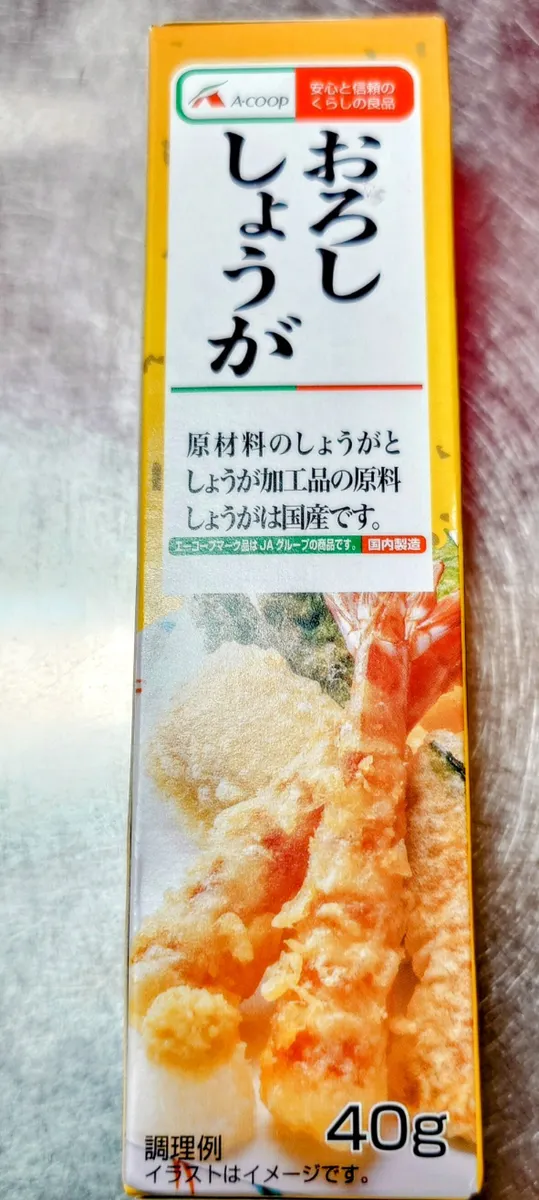 A·COOP
安心と信頼の
くらしの良品
おろし
しょうが
原材料のしょうがと
しょうが加工品の原料
しょうがは国産です。
エーコープマーク品はJAグループの商品です。
国内製造
40g
調理例
イラストはイメージです。